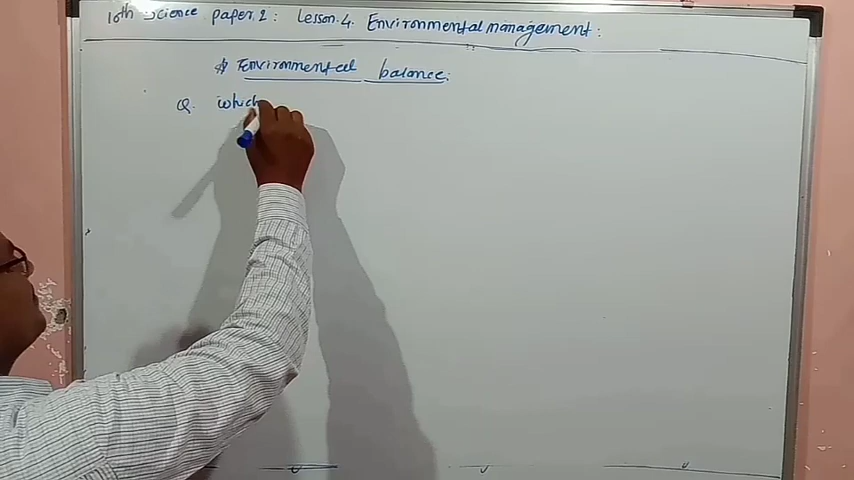 10th Science paper 2 : Lesson. 4. Environmental management :
* Environmental balance :
Q. which